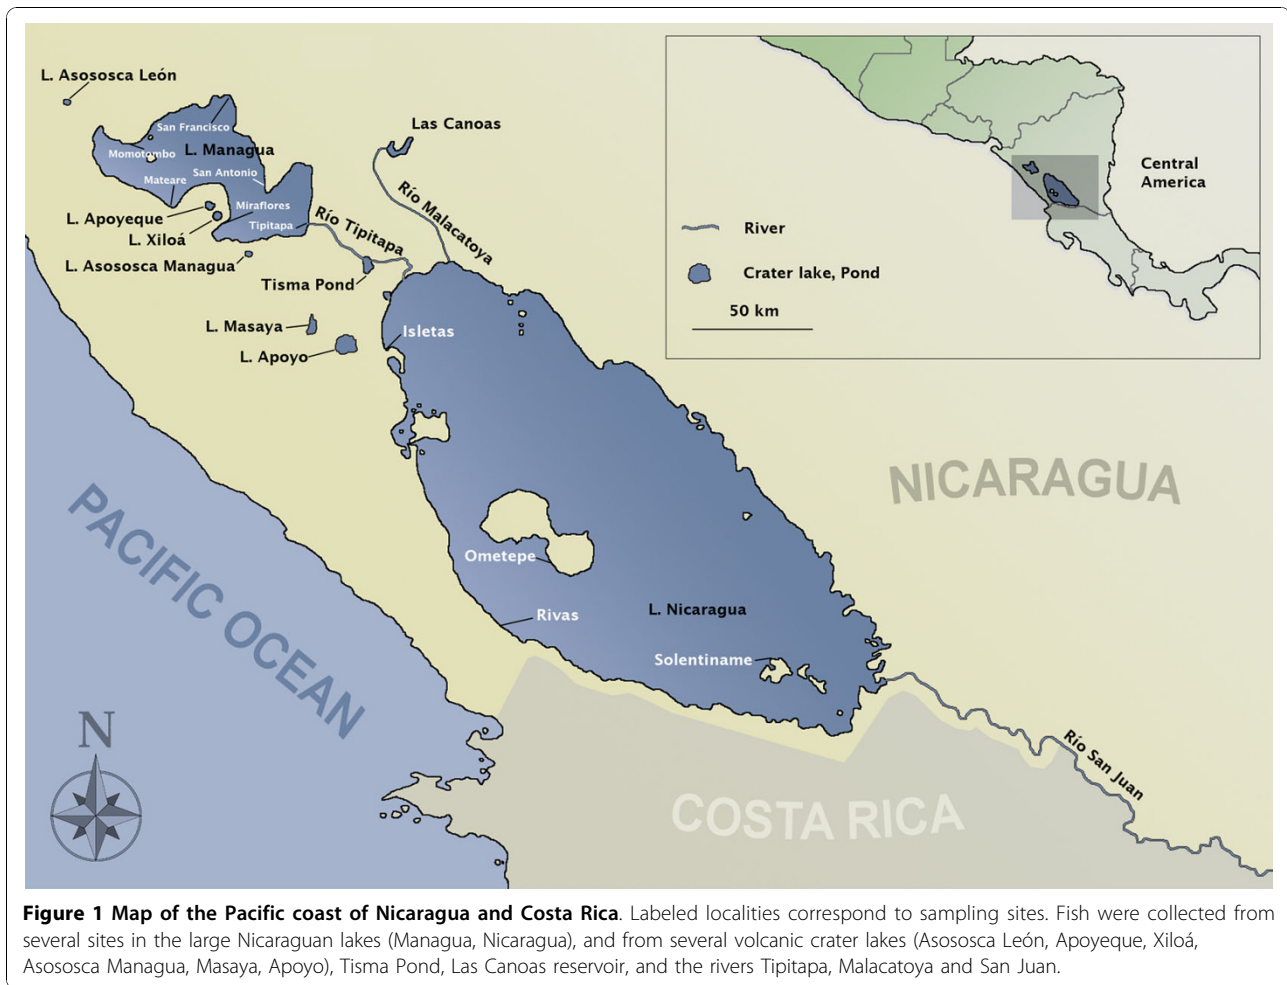 L. Asososca León
San Francisco
Las Canoas
Momotombo
L. Managua
San Antonio
Mateare
Central
America
L. Apoyeque
Miraflores
Río Malacatoya
L. Xiloá
Tipitapa
Río Tipitapa
River
L. Asososca Managua
Crater lake, Pond
Tisma Pond
50 km
L. Masaya
Isletas
L. Apoyo
NICARAGUA
PACIFIC OCEAN
Ometepe
Rivas
L. Nicaragua
Solentiname
N
Río San Juan
COSTA RICA
Figure 1 Map of the Pacific coast of Nicaragua and Costa Rica. Labeled localities correspond to sampling sites. Fish were collected from
several sites in the large Nicaraguan lakes (Managua, Nicaragua), and from several volcanic crater lakes (Asososca León, Apoyeque, Xiloá,
Asososca Managua, Masaya, Apoyo), Tisma Pond, Las Canoas reservoir, and the rivers Tipitapa, Malacatoya and San Juan.